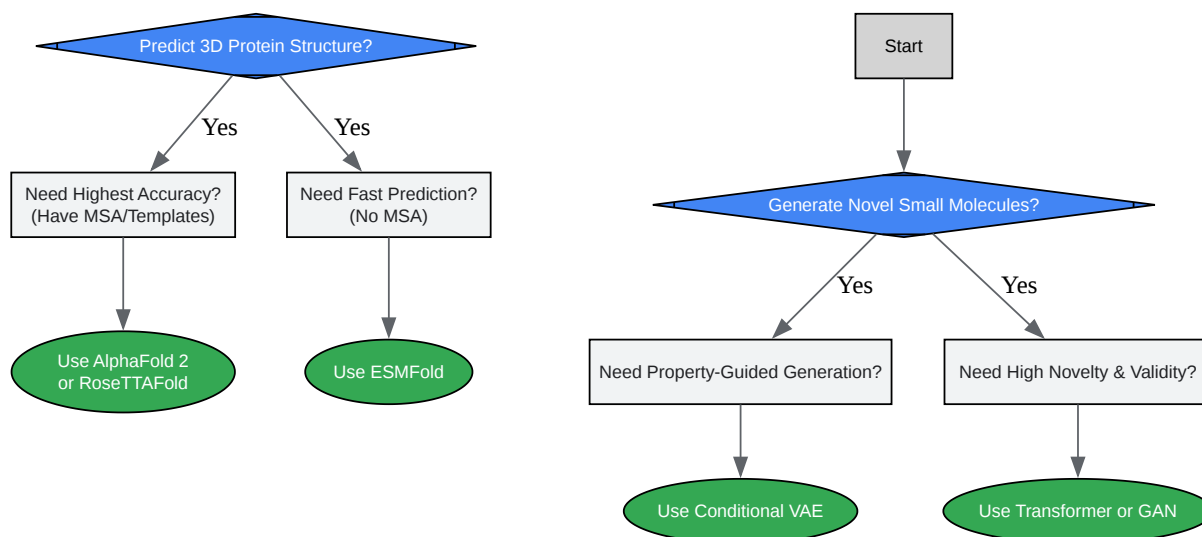 Predict 3D Protein Structure?
Yes
Yes
Need Highest Accuracy?
(Have MSA/Templates)
Need Fast Prediction?
(No MSA)
Use AlphaFold 2
or RoseTTAFold
Use ESMFold
Start
Generate Novel Small Molecules?
Yes
Yes
Need Property-Guided Generation?
Need High Novelty & Validity?
Use Conditional VAE
Use Transformer or GAN